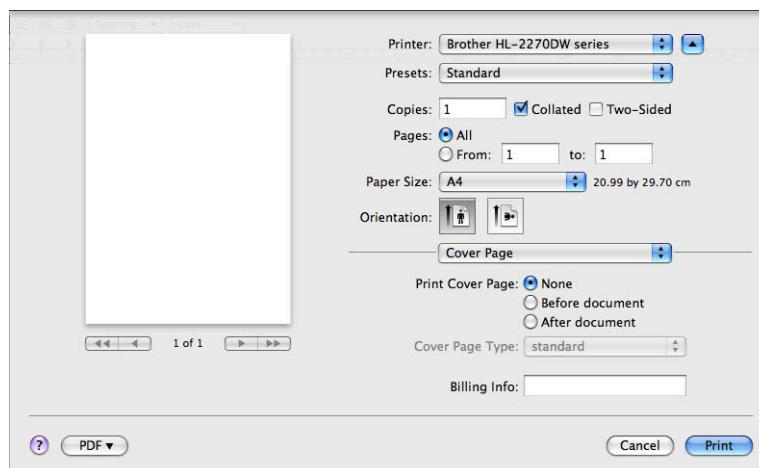 Spacing Lists
Printer: Brother HL-2270DW series
Presets: Standard
Copies: 1 Collated Two-Sided
Pages: All
From: 1 to: 1
Paper Size: A4 20.99 by 29.70 cm
Orientation:
Cover Page
Print Cover Page: None
Before document
After document
1 of 1
Cover Page Type: standard
Billing Info:
? PDF Cancel Print